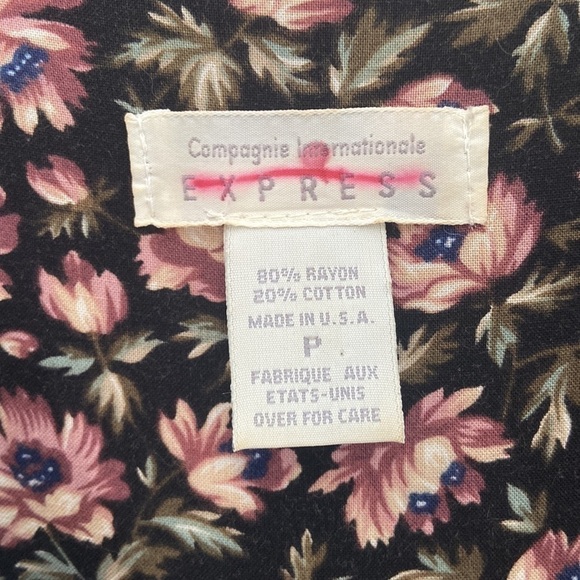 Compagnie Internationale
EXPRESS
80% RAYON
20% COTTON
MADE IN U.S.A.
P
FABRIQUE AUX
ETATS-UNIS
OVER FOR CARE